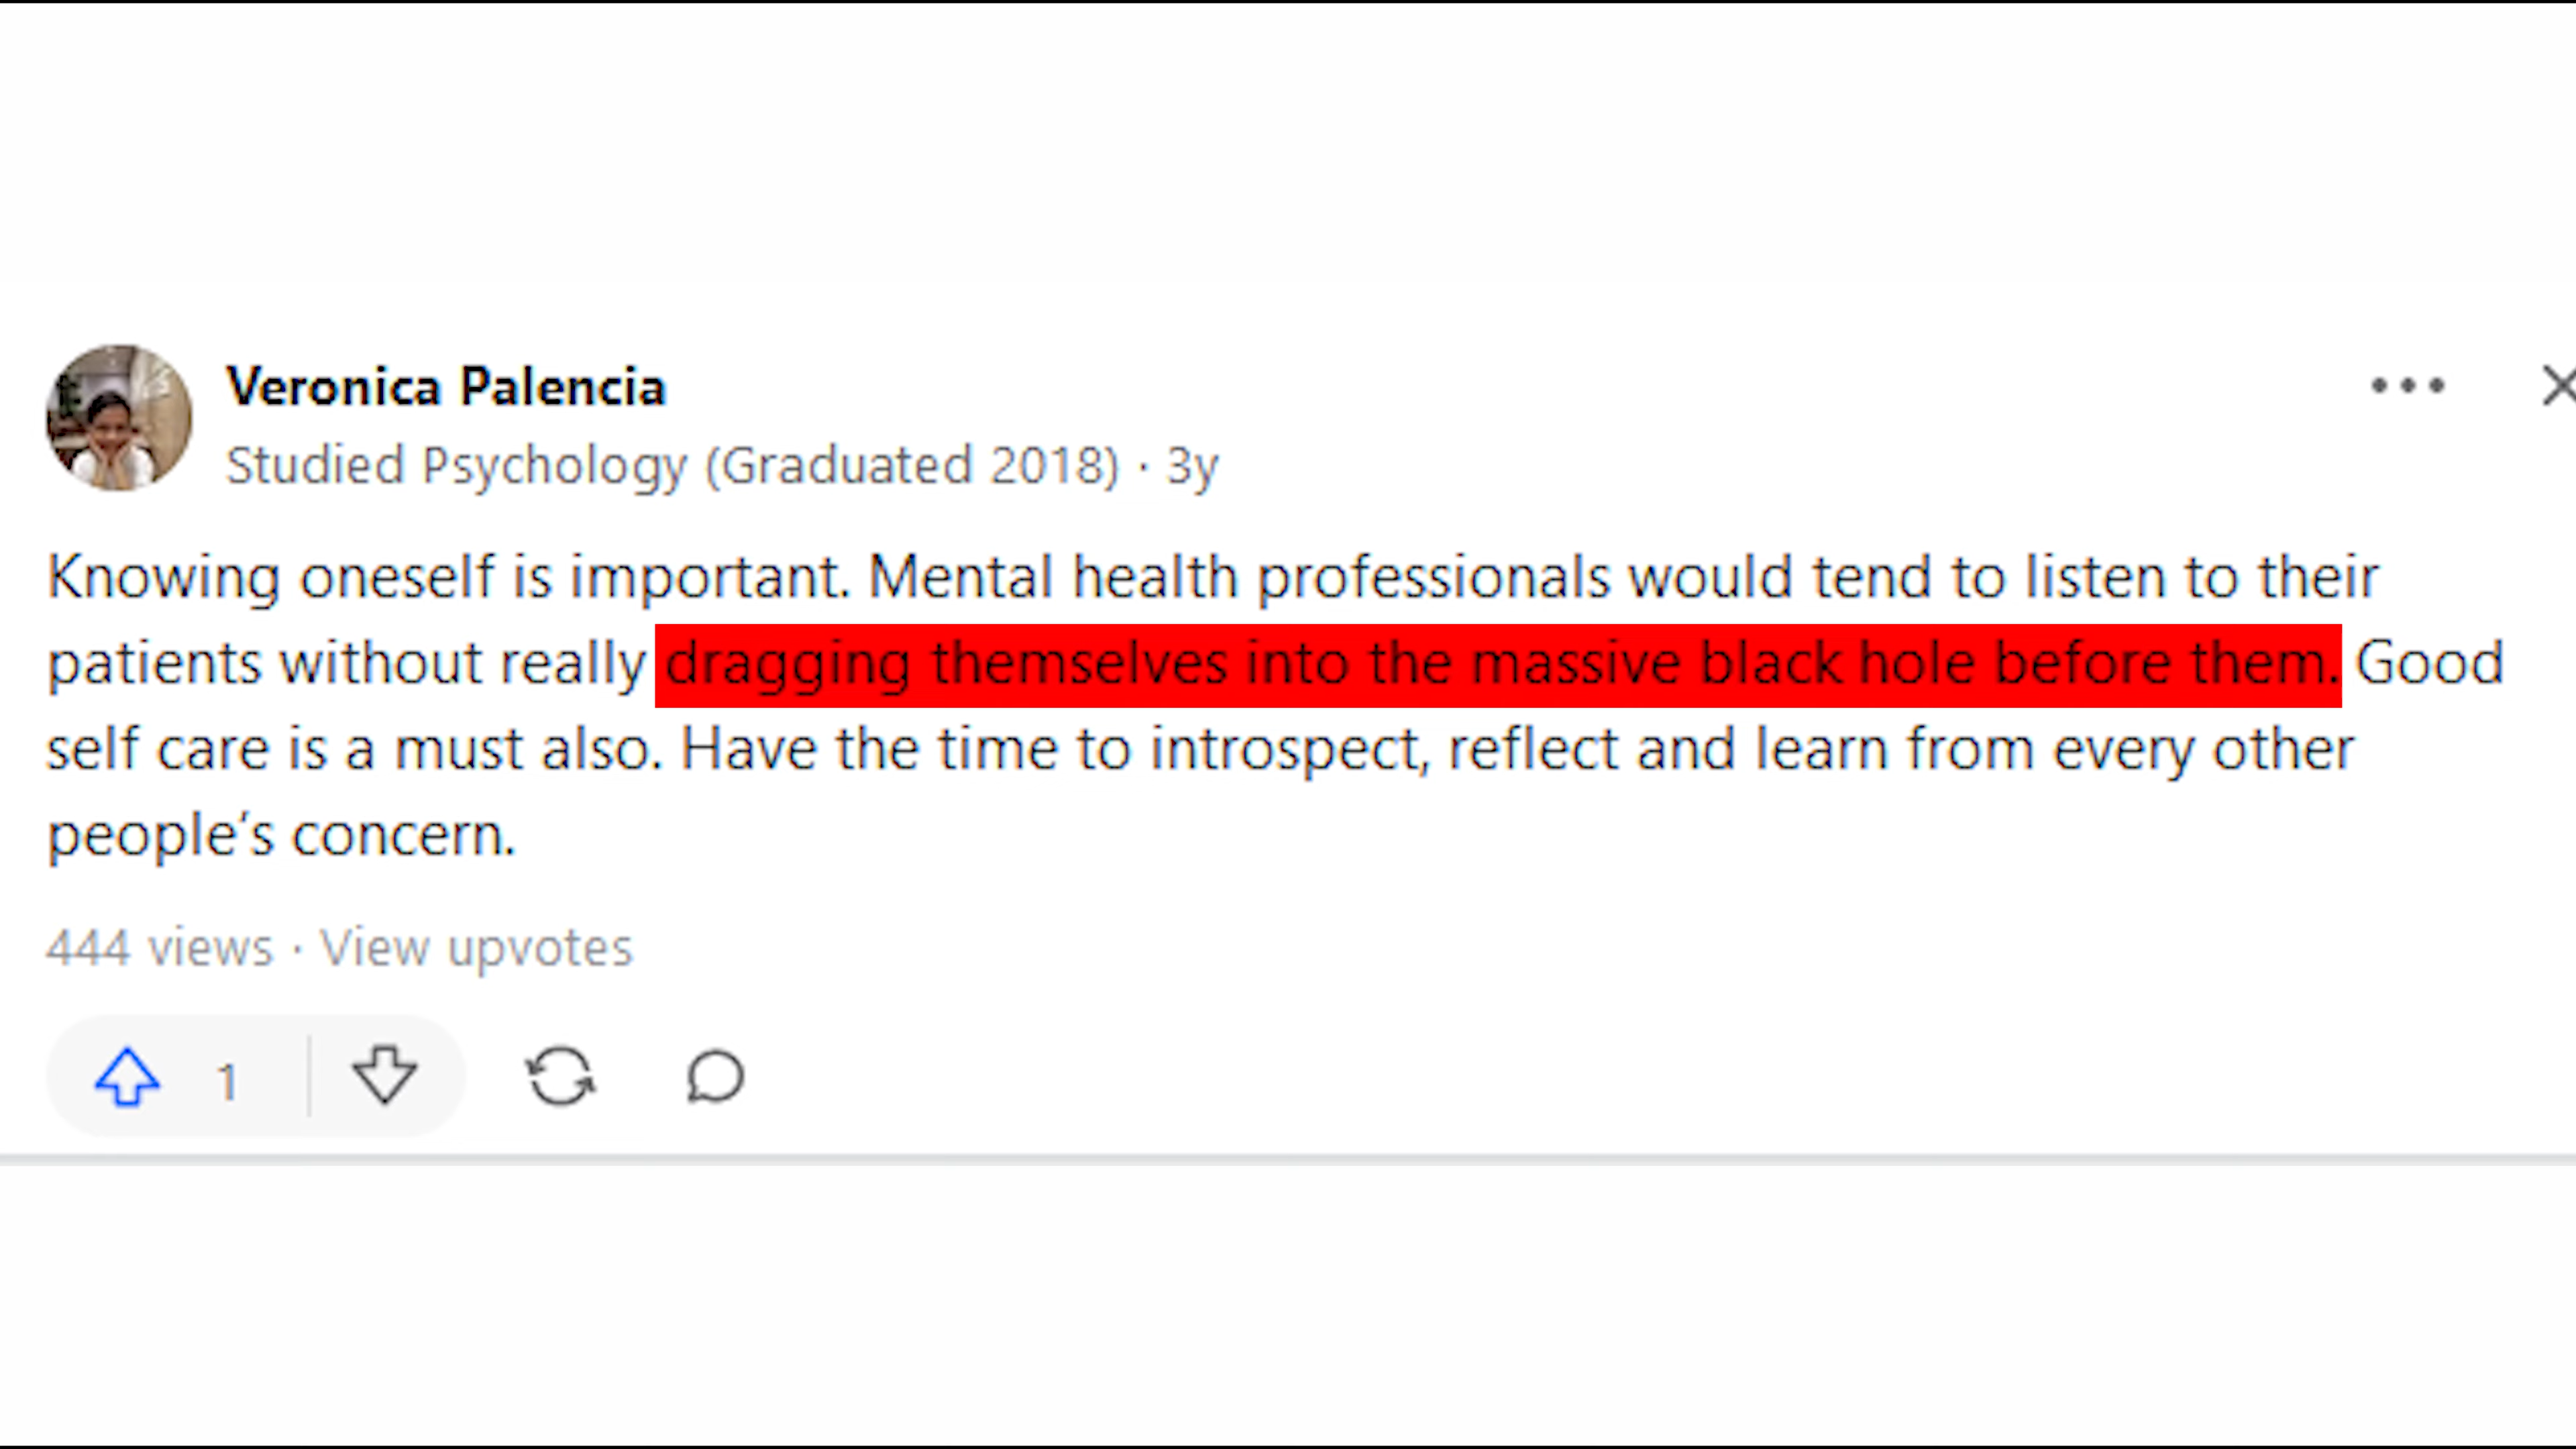 Veronica Palencia
Studied Psychology (Graduated 2018) · 3y
Knowing oneself is important. Mental health professionals would tend to listen to their
patients without really dragging themselves into the massive black hole before them. Good
self care is a must also. Have the time to introspect, reflect and learn from every other
people’s concern.
444 views · View upvotes
1